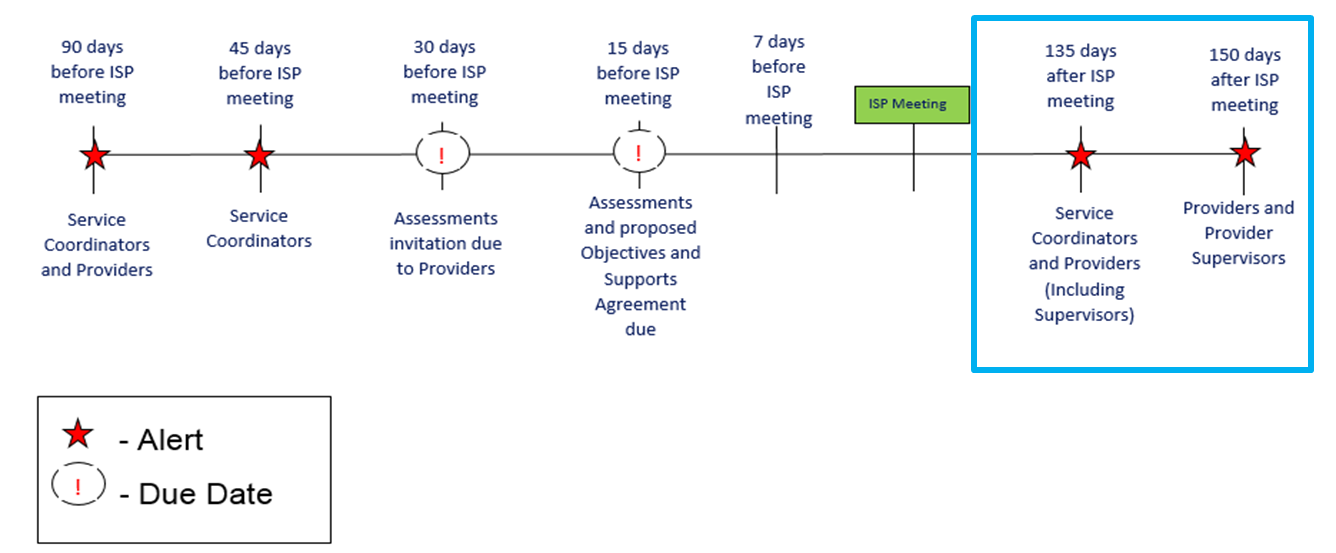 90 days
before ISP
meeting
45 days
before ISP
meeting
30 days
before ISP
meeting
15 days
before ISP
meeting
7 days
before
ISP
meeting
ISP Meeting
135 days
after ISP
meeting
150 days
after ISP
meeting
!
!
Service
Coordinators
and Providers
Service
Coordinators
Assessments
invitation due
to Providers
Assessments
and proposed
Objectives and
Supports
Agreement
due
Service
Coordinators
and Providers
(Including
Supervisors)
Providers and
Provider
Supervisors
- Alert
! - Due Date